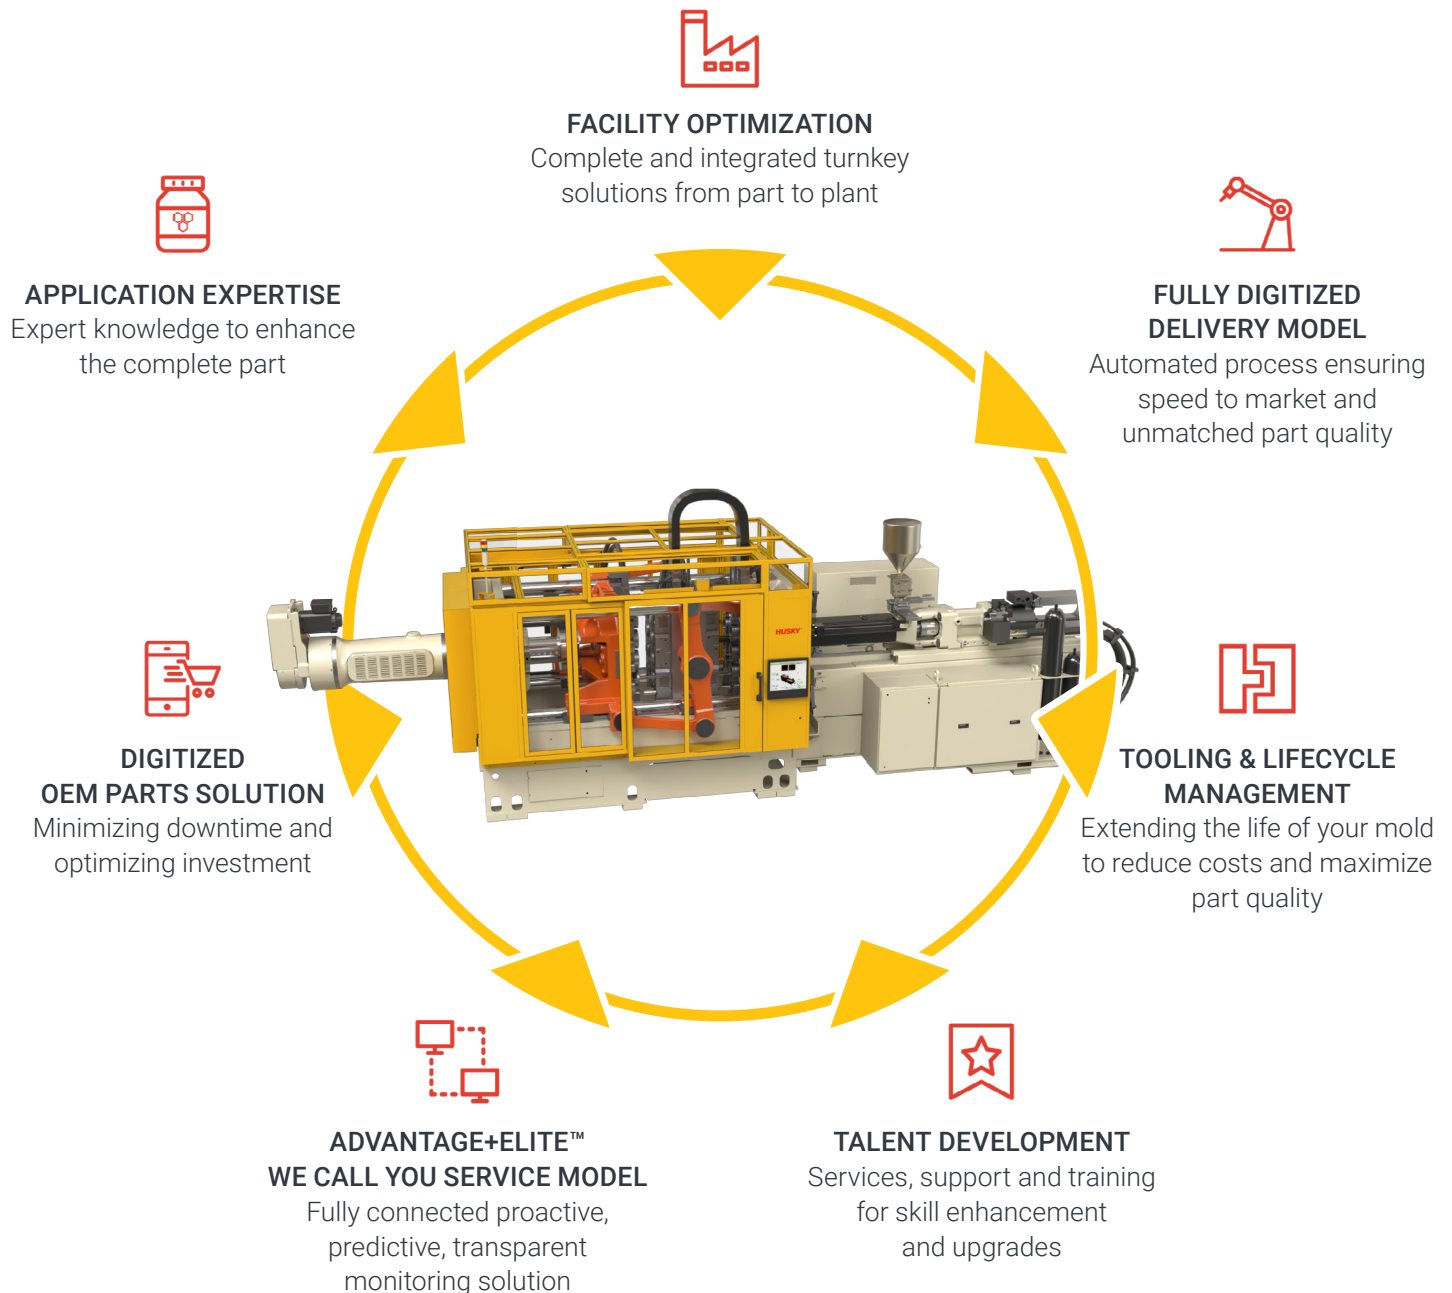 FACILITY OPTIMIZATION
Complete and integrated turnkey
solutions from part to plant
APPLICATION EXPERTISE
Expert knowledge to enhance
the complete part
FULLY DIGITIZED
DELIVERY MODEL
Automated process ensuring
speed to market and
unmatched part quality
HUSKY
DIGITIZED
OEM PARTS SOLUTION
Minimizing downtime and
optimizing investment
TOOLING & LIFECYCLE
MANAGEMENT
Extending the life of your mold
to reduce costs and maximize
part quality
ADVANTAGE+ELITE™
WE CALL YOU SERVICE MODEL
Fully connected proactive,
predictive, transparent
monitoring solution
TALENT DEVELOPMENT
Services, support and training
for skill enhancement
and upgrades